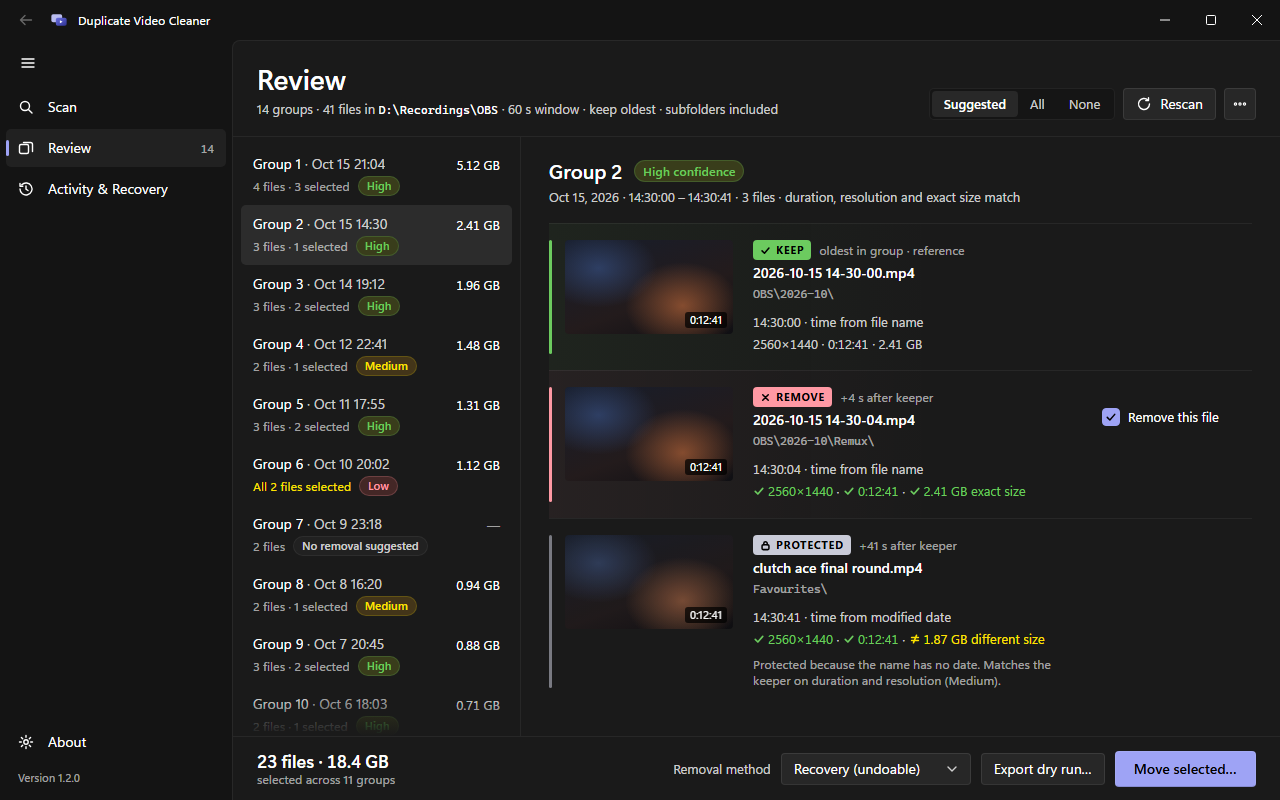 Duplicate Video Cleaner
Scan
Review 14
Activity & Recovery
About
Version 1.2.0
Review
14 groups · 41 files in D:\Recordings\OBS · 60 s window · keep oldest · subfolders included
Suggested All None Rescan
Group 1 · Oct 15 21:04 5.12 GB
4 files · 3 selected High
Group 2 · Oct 15 14:30 2.41 GB
3 files · 1 selected High
Group 3 · Oct 14 19:12 1.96 GB
3 files · 2 selected High
Group 4 · Oct 12 22:41 1.48 GB
2 files · 1 selected Medium
Group 5 · Oct 11 17:55 1.31 GB
3 files · 2 selected High
Group 6 · Oct 10 20:02 1.12 GB
All 2 files selected Low
Group 7 · Oct 9 23:18 —
2 files No removal suggested
Group 8 · Oct 8 16:20 0.94 GB
2 files · 1 selected Medium
Group 9 · Oct 7 20:45 0.88 GB
3 files · 2 selected High
Group 10 · Oct 6 18:03 0.71 GB
2 files · 1 selected High
Group 2 High confidence
Oct 15, 2026 · 14:30:00 – 14:30:41 · 3 files · duration, resolution and exact size match
0:12:41
KEEP oldest in group · reference
2026-10-15 14-30-00.mp4
OBS\2026-10\
14:30:00 · time from file name
2560×1440 · 0:12:41 · 2.41 GB
0:12:41
REMOVE +4 s after keeper
2026-10-15 14-30-04.mp4
OBS\2026-10\Remux\
14:30:04 · time from file name
✓ 2560×1440 · ✓ 0:12:41 · ✓ 2.41 GB exact size
Remove this file
0:12:41
PROTECTED +41 s after keeper
clutch ace final round.mp4
Favourites\
14:30:41 · time from modified date
✓ 2560×1440 · ✓ 0:12:41 · ≠ 1.87 GB different size
Protected because the name has no date. Matches the
keeper on duration and resolution (Medium).
23 files · 18.4 GB
selected across 11 groups
Removal method Recovery (undoable) Export dry run... Move selected...